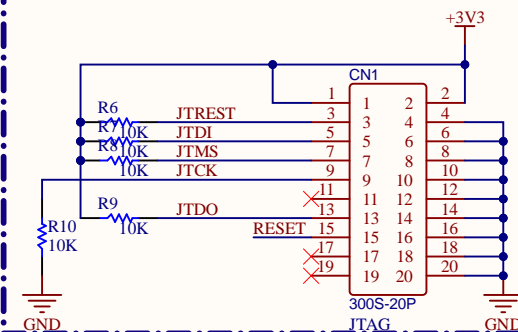 +3V3
CN1
1 1 2 2
R6 10K JTREST 3 3 4 4
R7 10K JTDI 5 5 6 6
R8 10K JTMS 7 7 8 8
JTCK 9 9 10 10
11 11 12 12
R9 10K JTDO 13 13 14 14
RESET 15 15 16 16
R10 10K
17 17 18 18
19 19 20 20
300S-20P
GND JTAG GND